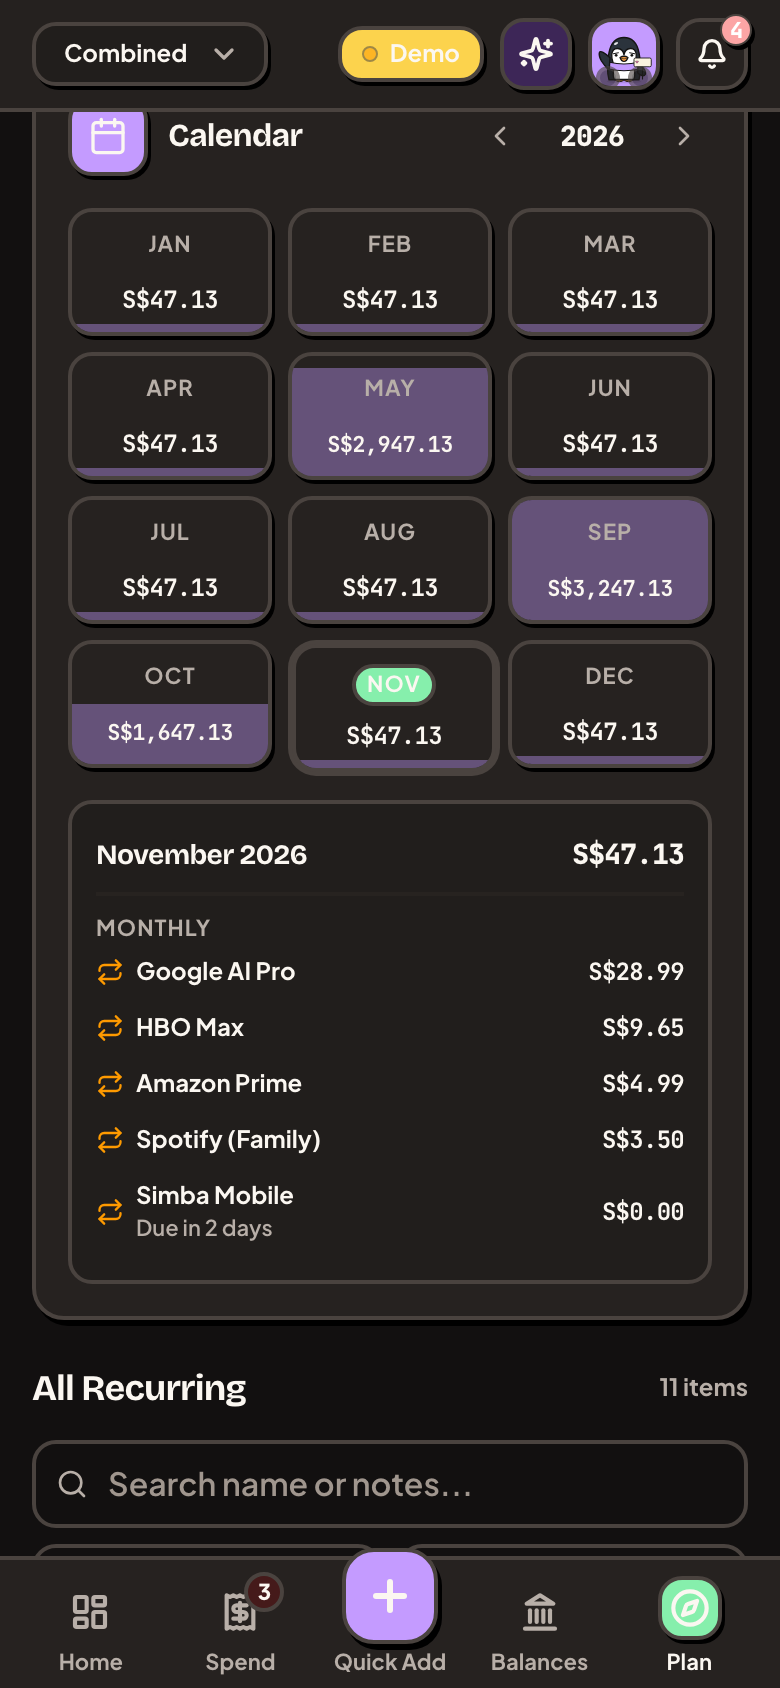 Combined
Demo
4
Calendar
2026
JAN
FEB
MAR
S$47.13
S$47.13
S$47.13
APR
MAY
JUN
S$47.13
S$2,947.13
S$47.13
JUL
AUG
SEP
S$47.13
S$47.13
S$3,247.13
OCT
NOV
DEC
S$1,647.13
S$47.13
S$47.13
November 2026 S$47.13
MONTHLY
Google AI Pro S$28.99
HBO Max S$9.65
Amazon Prime S$4.99
Spotify (Family) S$3.50
Simba Mobile S$0.00
Due in 2 days
All Recurring 11 items
Search name or notes...
3
Home
Spend
Quick Add
Balances
Plan